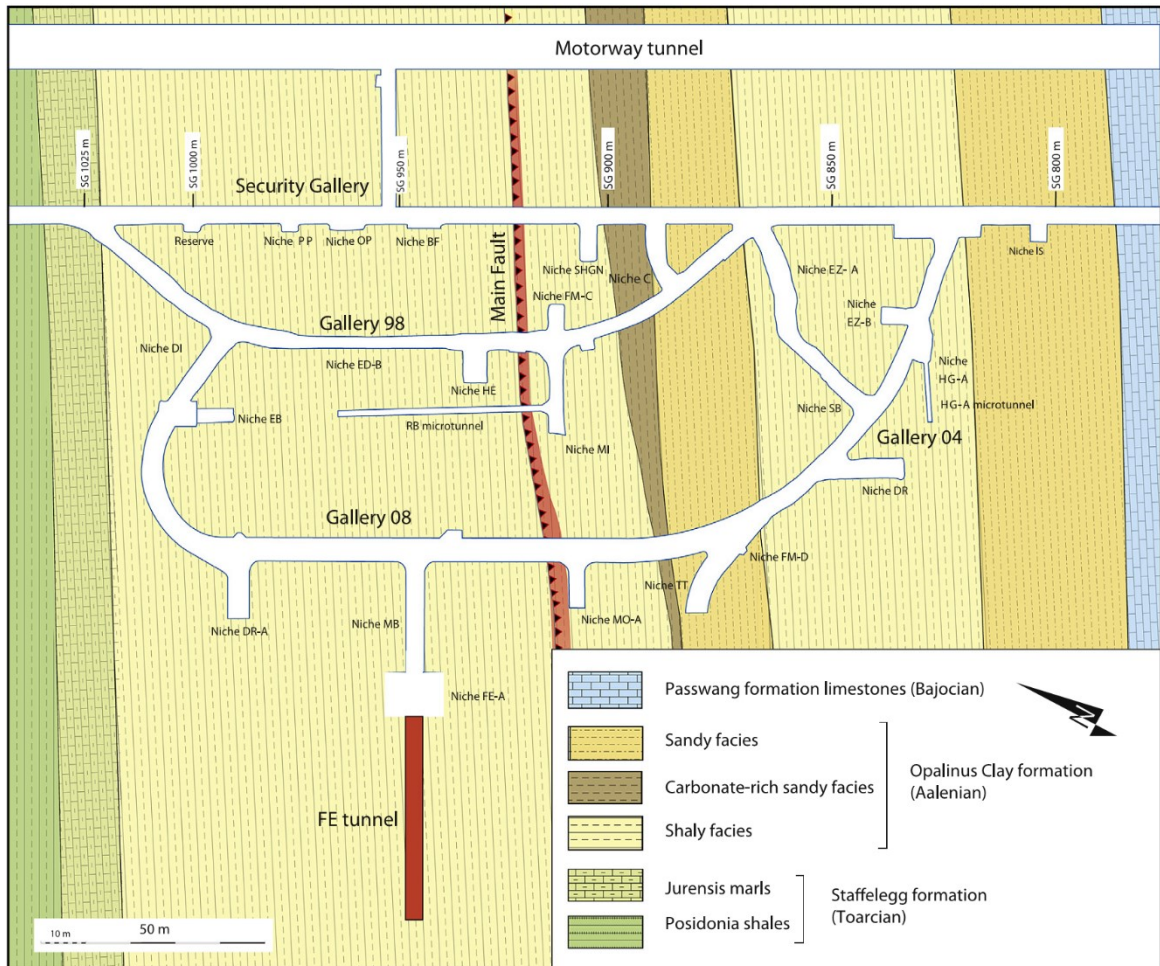 Motorway tunnel
SG 1025 m
SG 1000 m
SG 950 m
SG 900 m
SG 850 m
SG 800 m
Security Gallery
Reserve
Niche PP
Niche OP
Niche BF
Main Fault
Niche SHGN
Niche C
Niche EZ-A
Niche IS
Niche FM-C
Niche
EZ-B
Gallery 98
Niche DI
Niche ED-B
Niche HE
Niche
HG-A
HG-A microtunnel
Niche EB
RB microtunnel
Niche SB
Gallery 04
Niche MI
Niche DR
Gallery 08
Niche FM-D
Niche TT
Niche DR-A
Niche MB
Niche MO-A
Niche FE-A
FE tunnel
10 m
50 m
Passwang formation limestones (Bajocian)
N
Sandy facies
Carbonate-rich sandy facies
Shaly facies
Opalinus Clay formation
(Aalenian)
Jurensis marls
Posidonia shales
Staffelegg formation
(Toarcian)